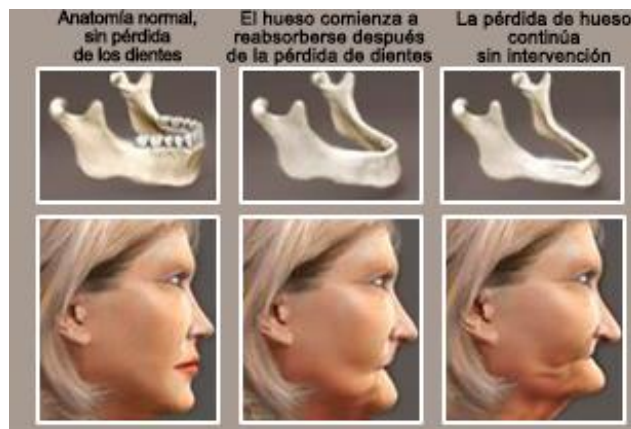 Anatomía normal,
sin pérdida
de los dientes
El hueso comienza a
reabsorberse después
de la pérdida de dientes
La pérdida de hueso
continúa
sin intervención